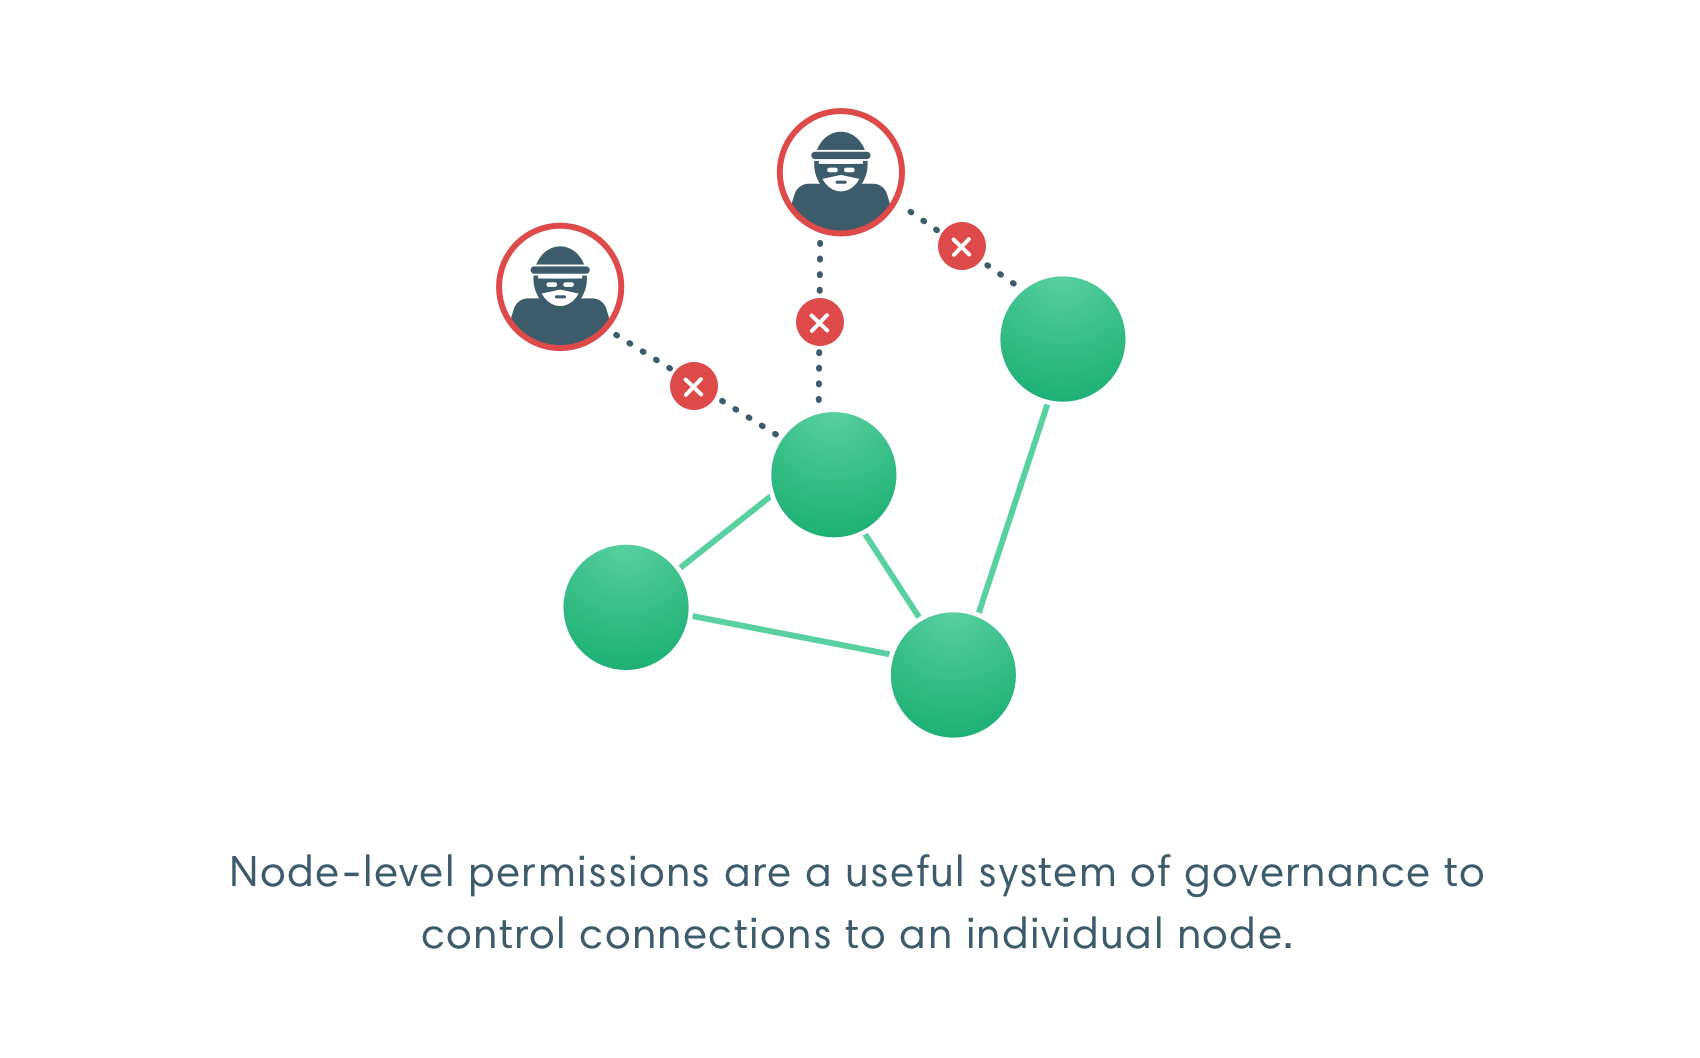 Node-level permissions are a useful system of governance to
control connections to an individual node.